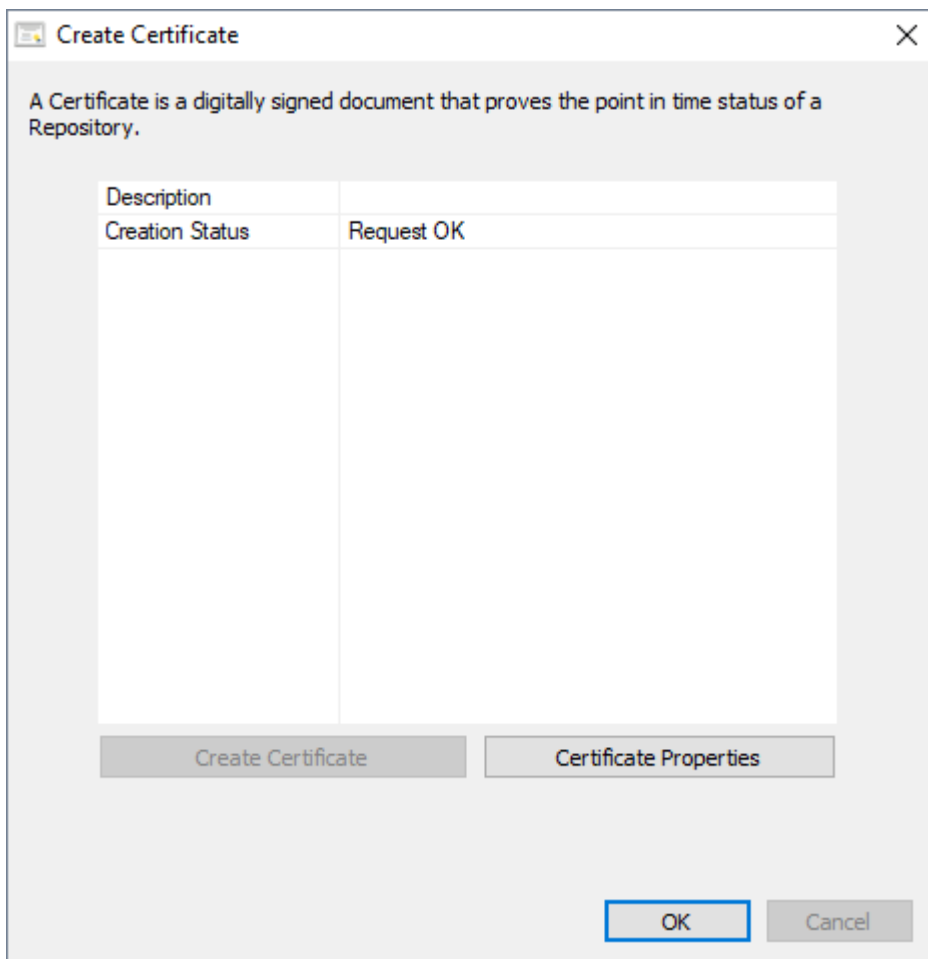 Create Certificate
A Certificate is a digitally signed document that proves the point in time status of a
Repository.
Description
Creation Status Request OK
Create Certificate Certificate Properties
OK Cancel